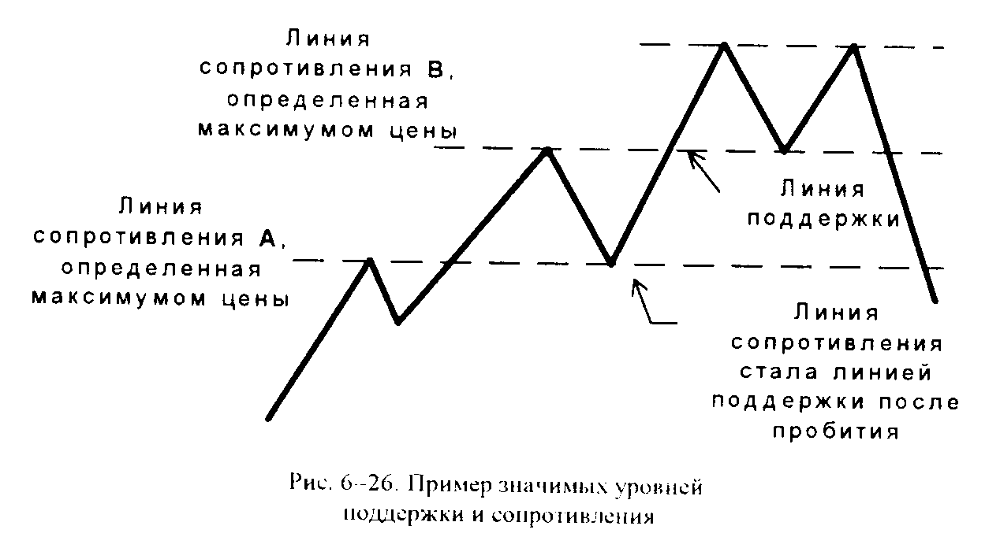 Линия
сопротивления В,
определенная
максимумом цены
Линия
сопротивления А,
определенная
максимумом цены
Линия
поддержки
Линия
сопротивления
стала линией
поддержки после
пробития
Рис. 6--26. Пример значимых уровней
поддержки и сопротивления